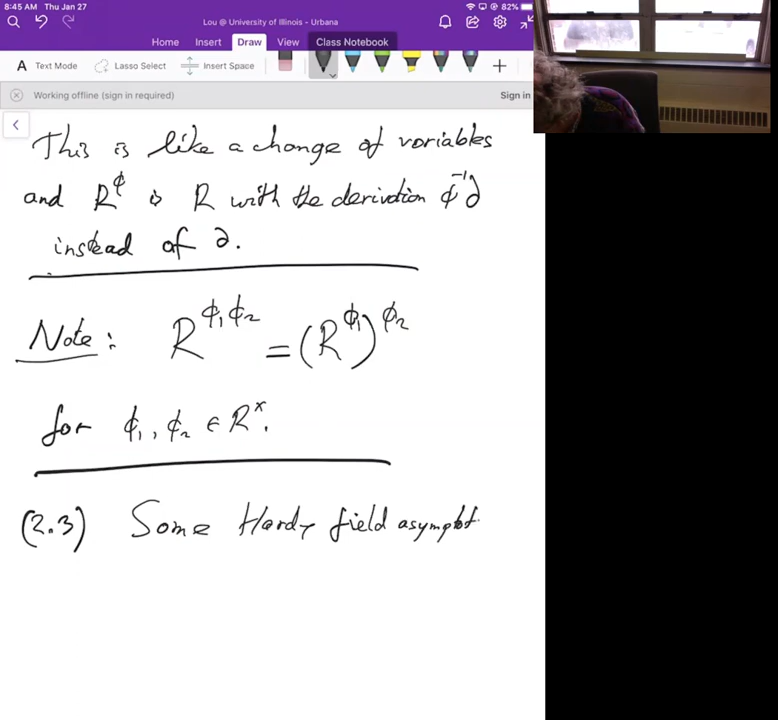 8:45 AM Thu Jan 27
82%
Lou @ University of Illinois - Urbana
Home Insert Draw View Class Notebook
A Text Mode Lasso Select Insert Space
Working offline (sign in required) Sign in
This is like a change of variables
and R^ϕ is R with the derivation ϕ^-1 ∂
instead of ∂.
Note: R^ϕ₁ϕ₂ = (R^ϕ₁)^ϕ₂
for ϕ₁, ϕ₂ ∈ R^×.
(2.3) Some Hardy field asympt